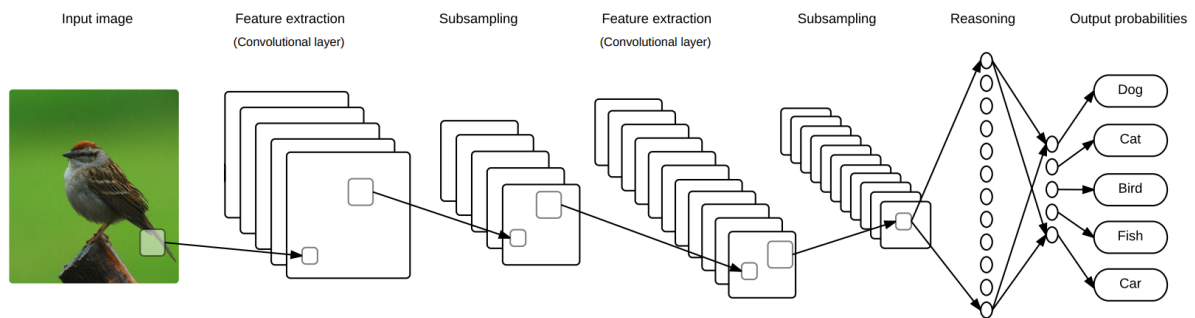 Input image
Feature extraction
(Convolutional layer)
Subsampling
Feature extraction
(Convolutional layer)
Subsampling
Reasoning
Output probabilities
Dog
Cat
Bird
Fish
Car